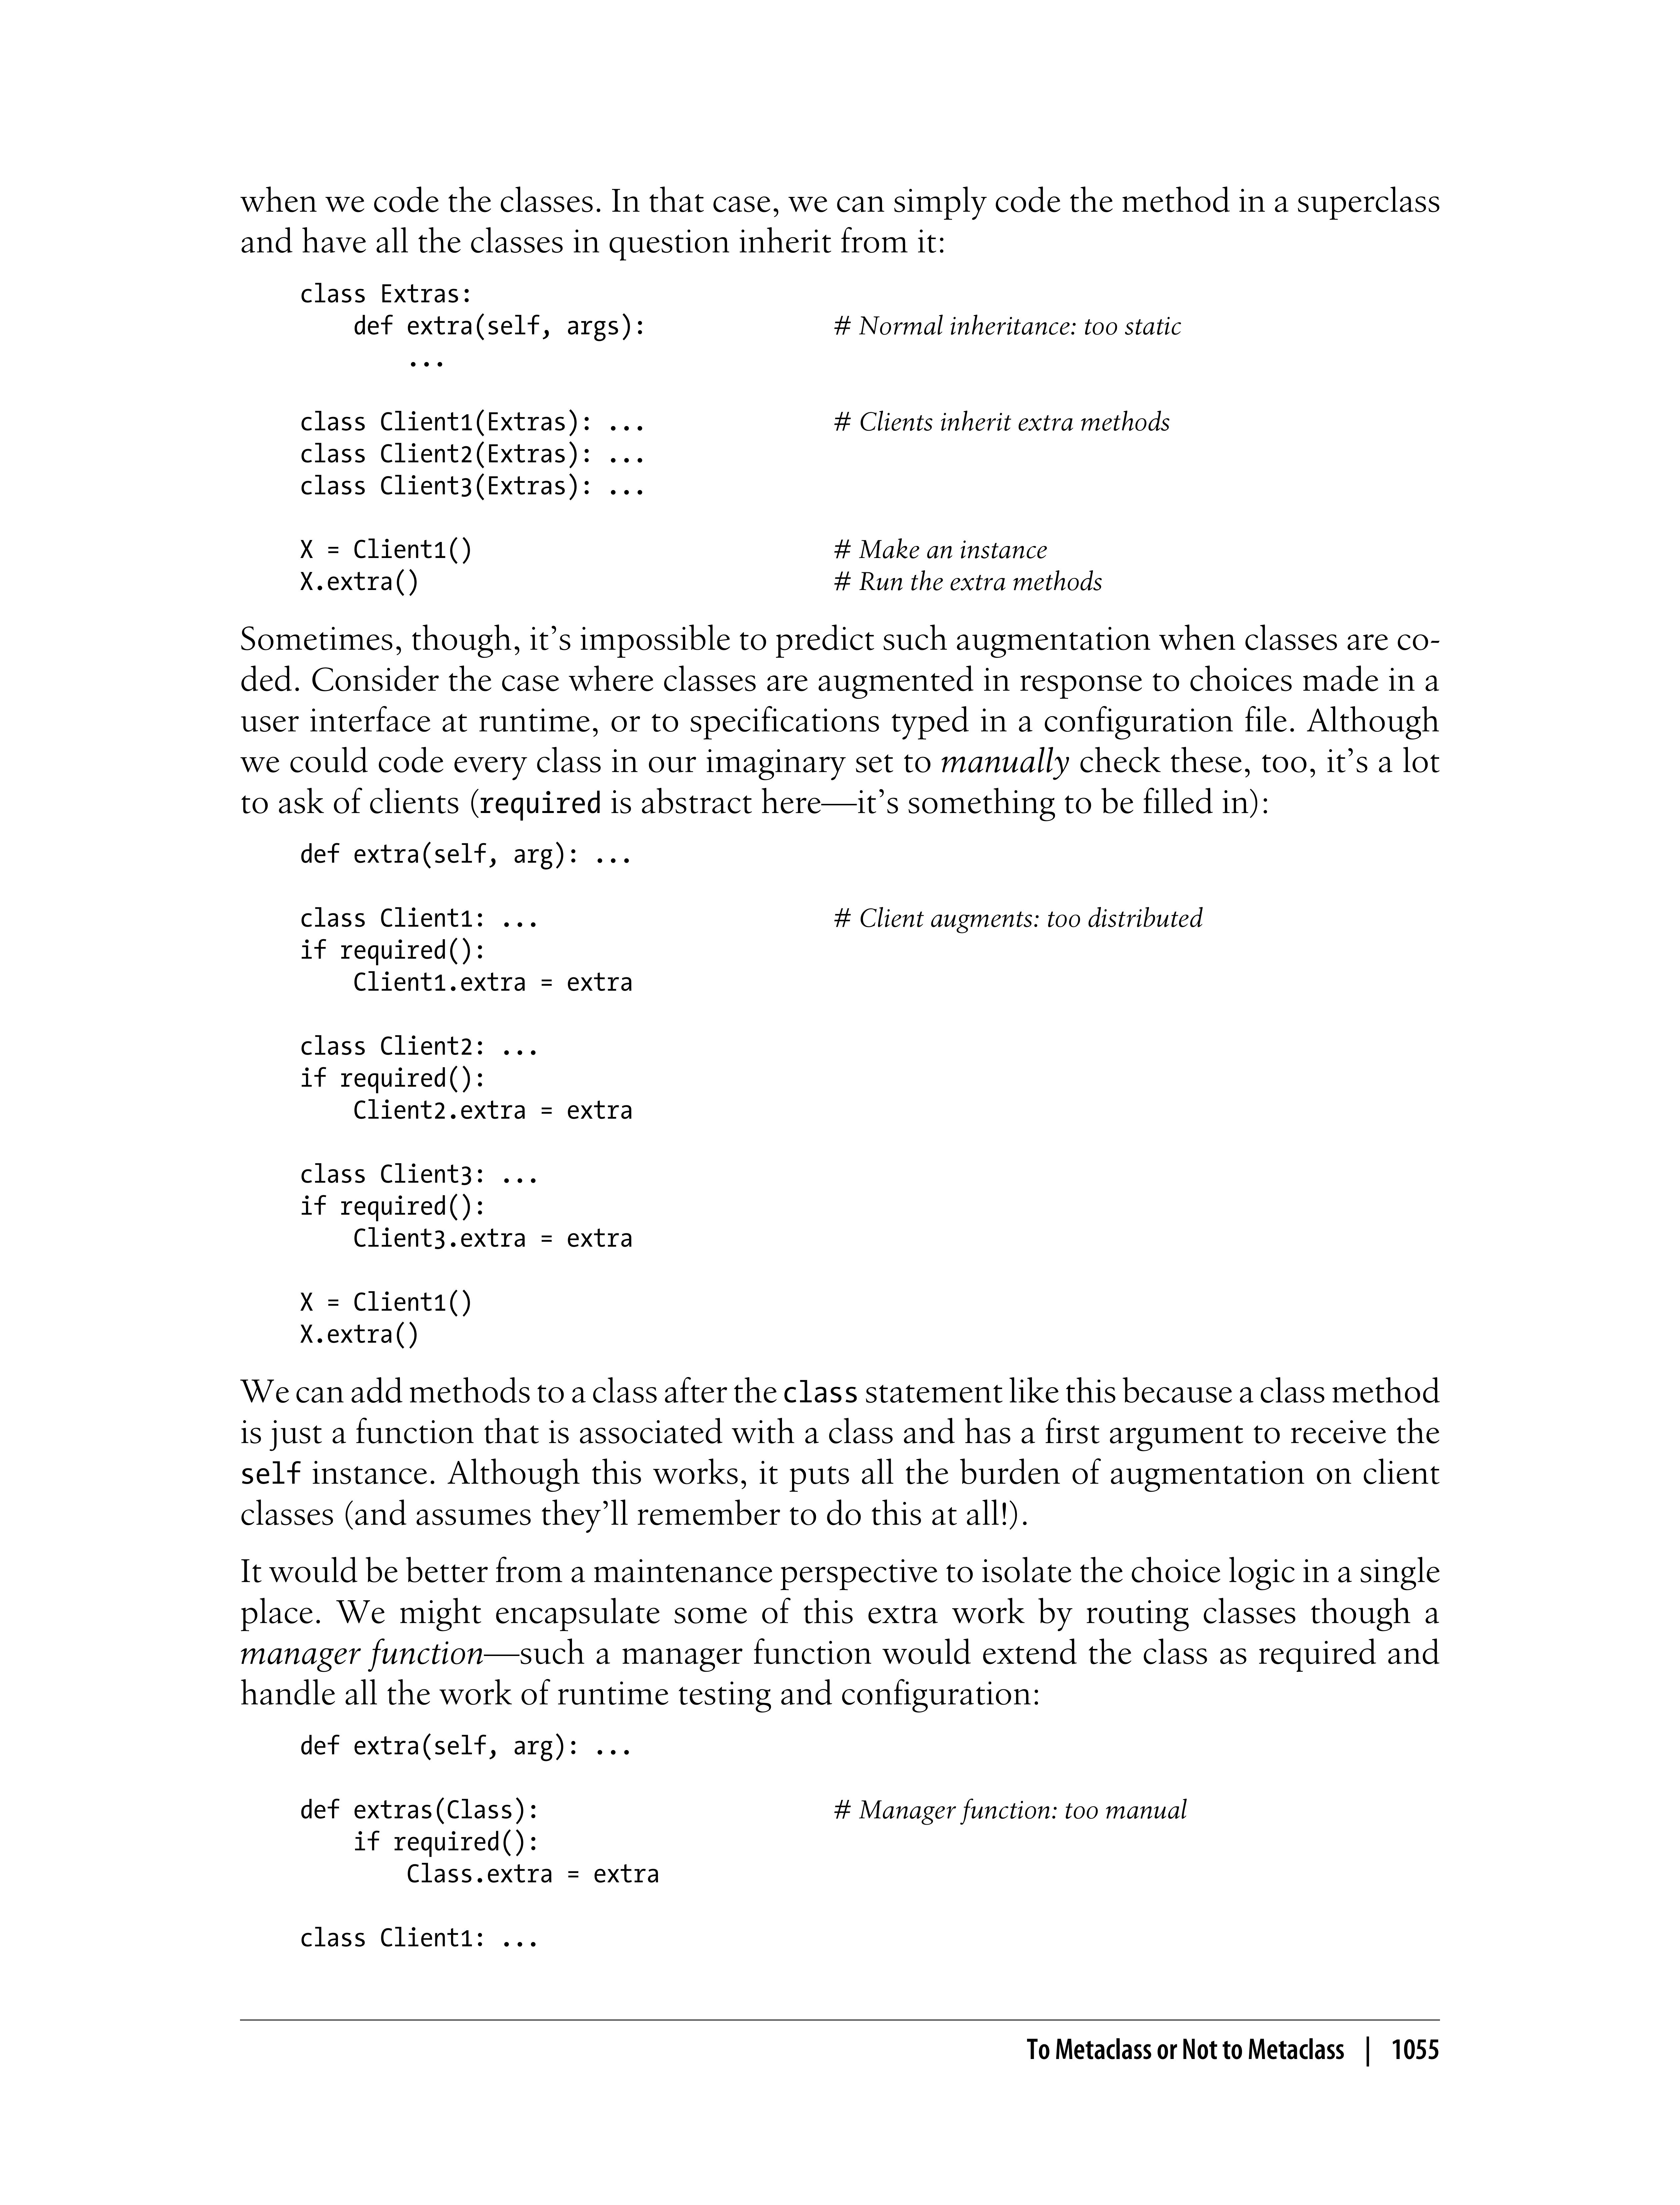 when we code the classes. In that case, we can simply code the method in a superclass
and have all the classes in question inherit from it:
class Extras:
    def extra(self, args):                # Normal inheritance: too static
        ...
class Client1(Extras): ...                # Clients inherit extra methods
class Client2(Extras): ...
class Client3(Extras): ...
X = Client1()                             # Make an instance
X.extra()                                 # Run the extra methods
Sometimes, though, it’s impossible to predict such augmentation when classes are co-
ded. Consider the case where classes are augmented in response to choices made in a
user interface at runtime, or to specifications typed in a configuration file. Although
we could code every class in our imaginary set to manually check these, too, it’s a lot
to ask of clients (required is abstract here—it’s something to be filled in):
def extra(self, arg): ...
class Client1: ...                        # Client augments: too distributed
if required():
    Client1.extra = extra
class Client2: ...
if required():
    Client2.extra = extra
class Client3: ...
if required():
    Client3.extra = extra
X = Client1()
X.extra()
We can add methods to a class after the class statement like this because a class method
is just a function that is associated with a class and has a first argument to receive the
self instance. Although this works, it puts all the burden of augmentation on client
classes (and assumes they’ll remember to do this at all!).
It would be better from a maintenance perspective to isolate the choice logic in a single
place. We might encapsulate some of this extra work by routing classes though a
manager function—such a manager function would extend the class as required and
handle all the work of runtime testing and configuration:
def extra(self, arg): ...
def extras(Class):                        # Manager function: too manual
    if required():
        Class.extra = extra
class Client1: ...
To Metaclass or Not to Metaclass | 1055